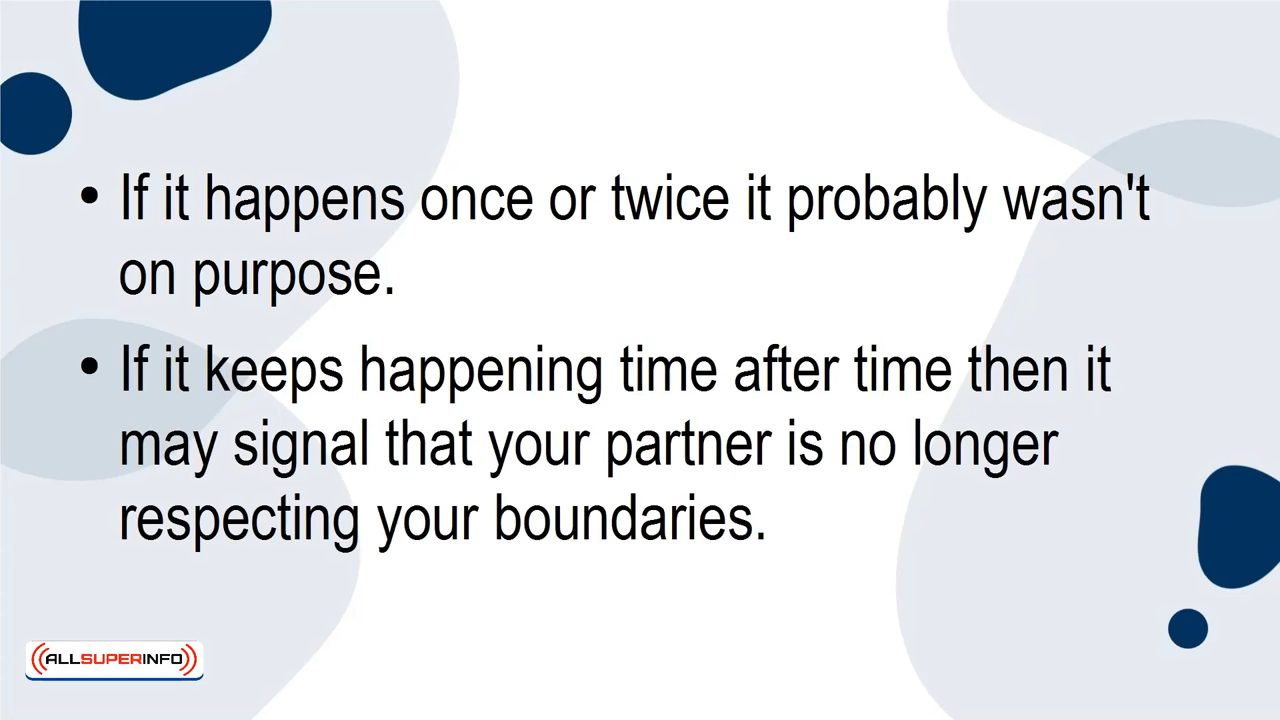 • If it happens once or twice it probably wasn't
on purpose.
• If it keeps happening time after time then it
may signal that your partner is no longer
respecting your boundaries.
ALLSUPERINFO